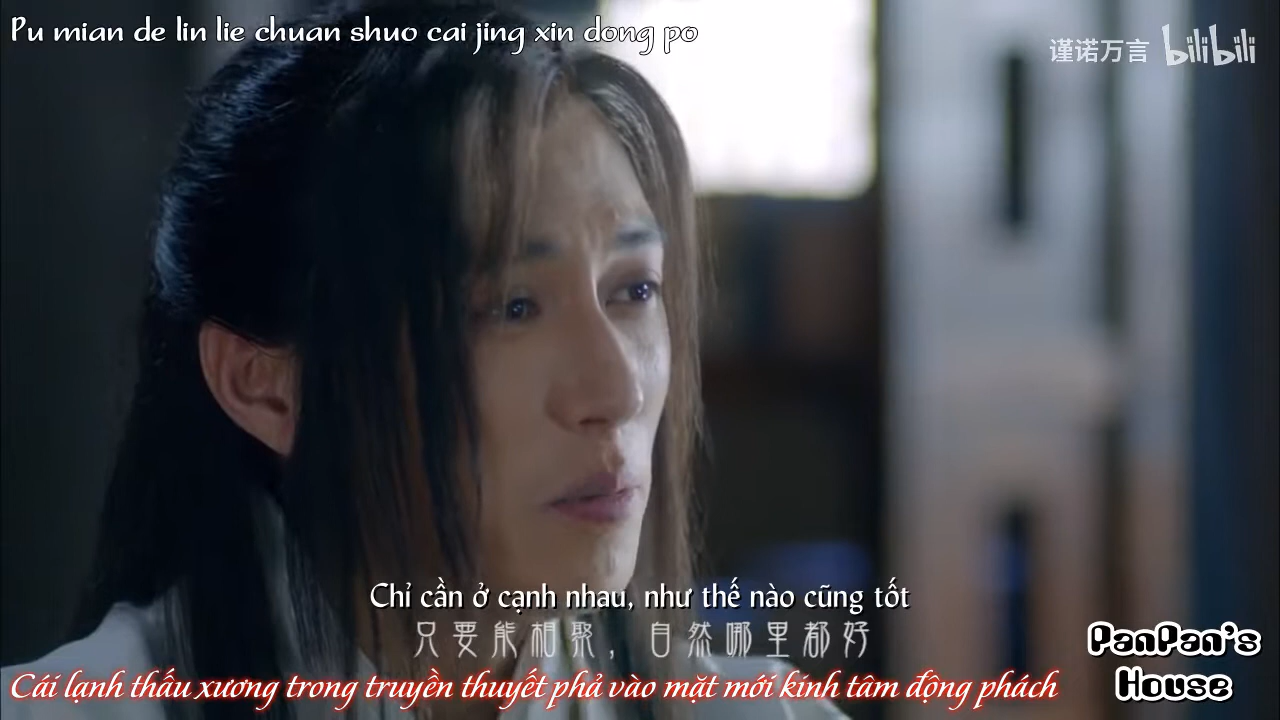 Pu mian de lin lie chuan shuo cai jing xin dong po
谨诺万言 bilibili
Chỉ cần ở cạnh nhau, như thế nào cũng tốt
只要能相聚，自然哪里都好
PanPan's
House
Cái lạnh thấu xương trong truyền thuyết phả vào mặt mới kinh tâm động phách